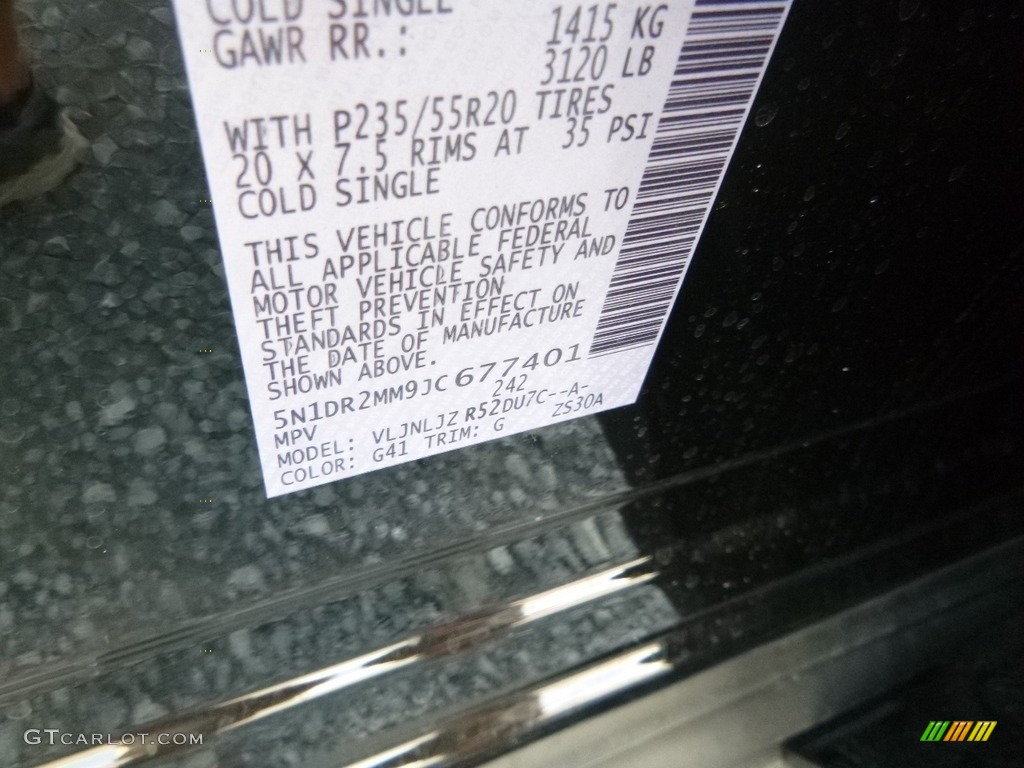 COLD SINGLE
GAWR RR.: 1415 KG
3120 LB
WITH P235/55R20 TIRES
20 X 7.5 RIMS AT 35 PSI
COLD SINGLE
THIS VEHICLE CONFORMS TO
ALL APPLICABLE FEDERAL
MOTOR VEHICLE SAFETY AND
THEFT PREVENTION
STANDARDS IN EFFECT ON
THE DATE OF MANUFACTURE
SHOWN ABOVE.
5N1DR2MM9JC677401
MPV 242
MODEL: VLJNLJZ R52DU7C--A-
COLOR: G41 TRIM: G ZS30A
GTCARLOT.COM